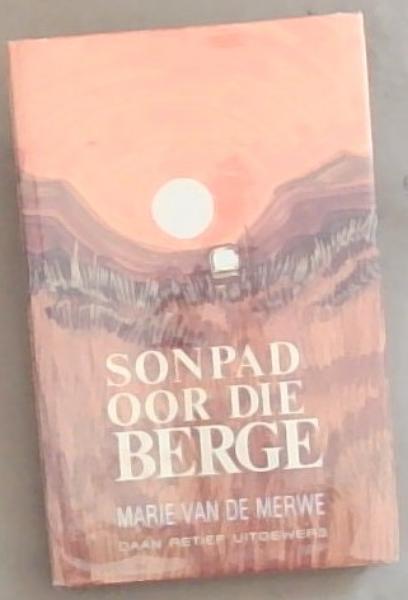 SONPAD
OOR DIE
BERGE
MARIE VAN DE MERWE
DAAN RETIEF UITGEWERS